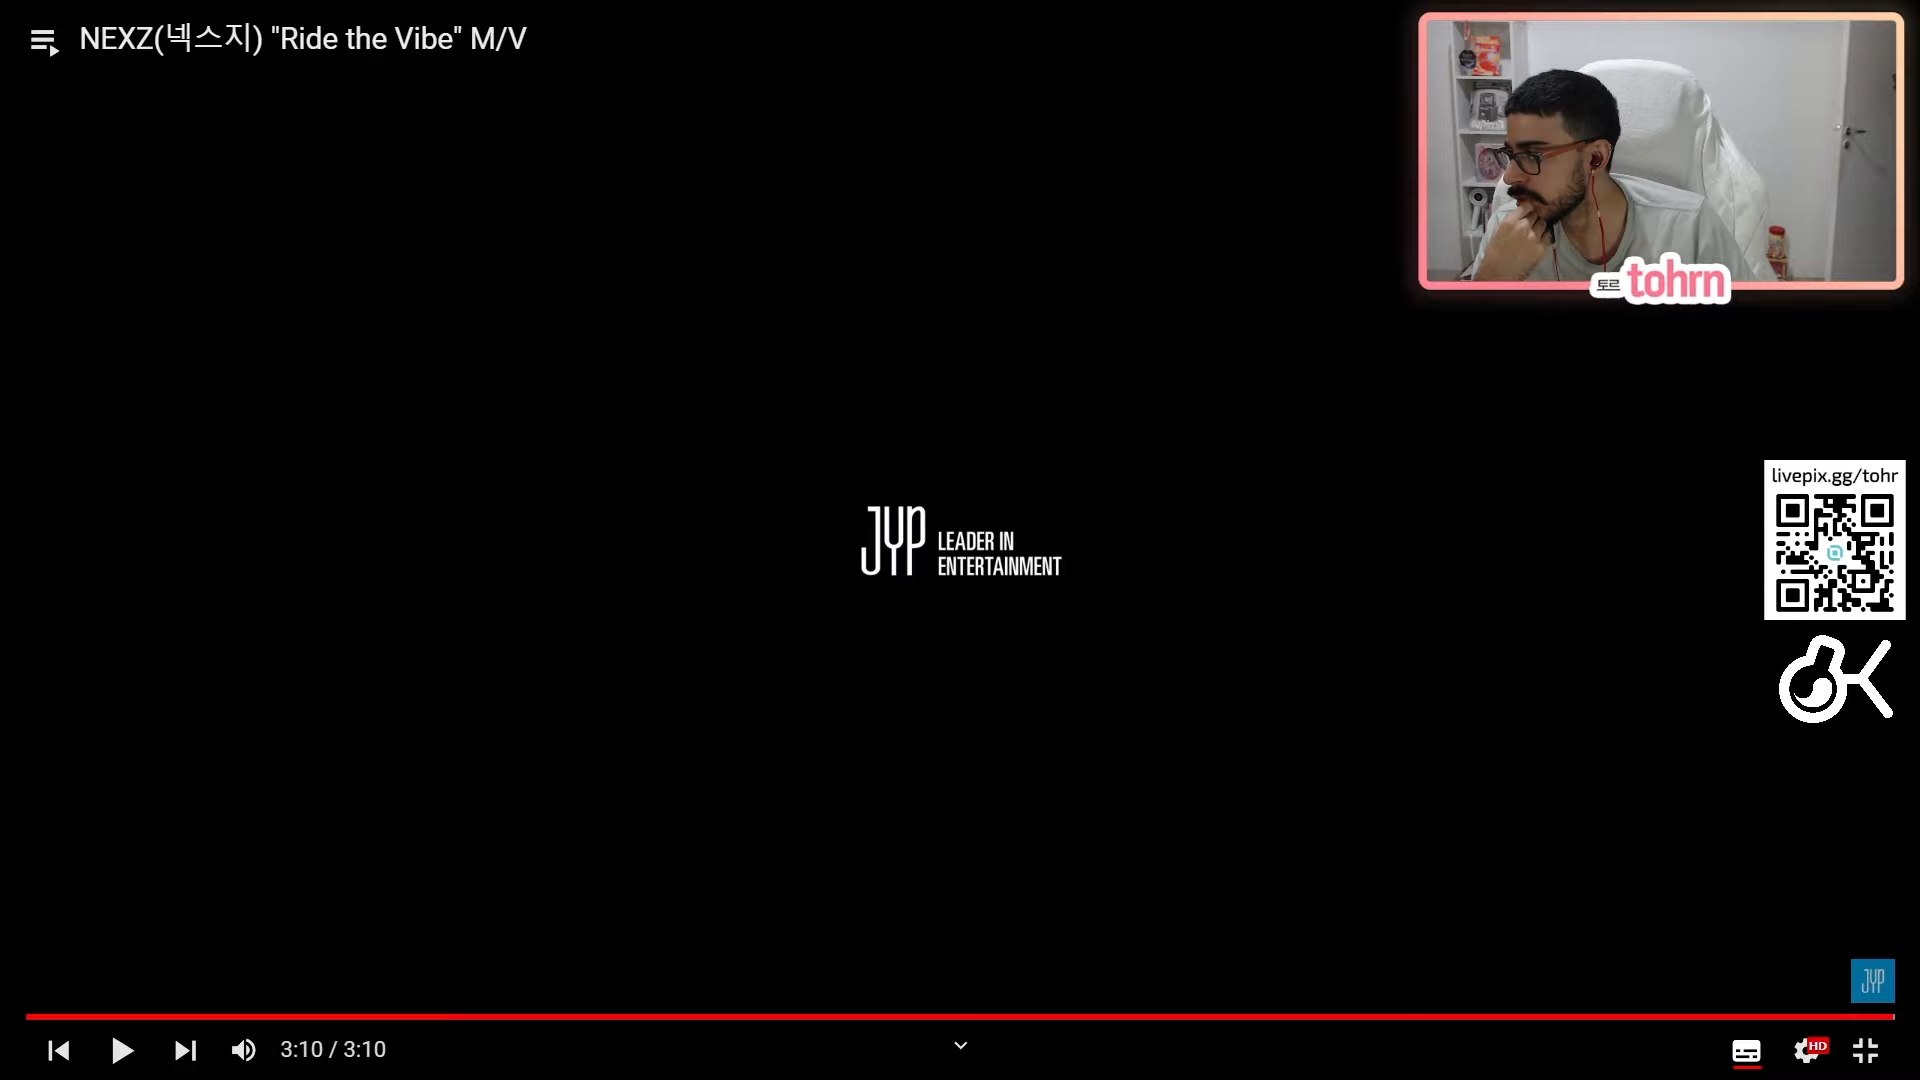 NEXZ(넥스지) "Ride the Vibe" M/V
토르 tohrn
livepix.gg/tohr
JYP LEADER IN
ENTERTAINMENT
JYP
3:10 / 3:10
HD